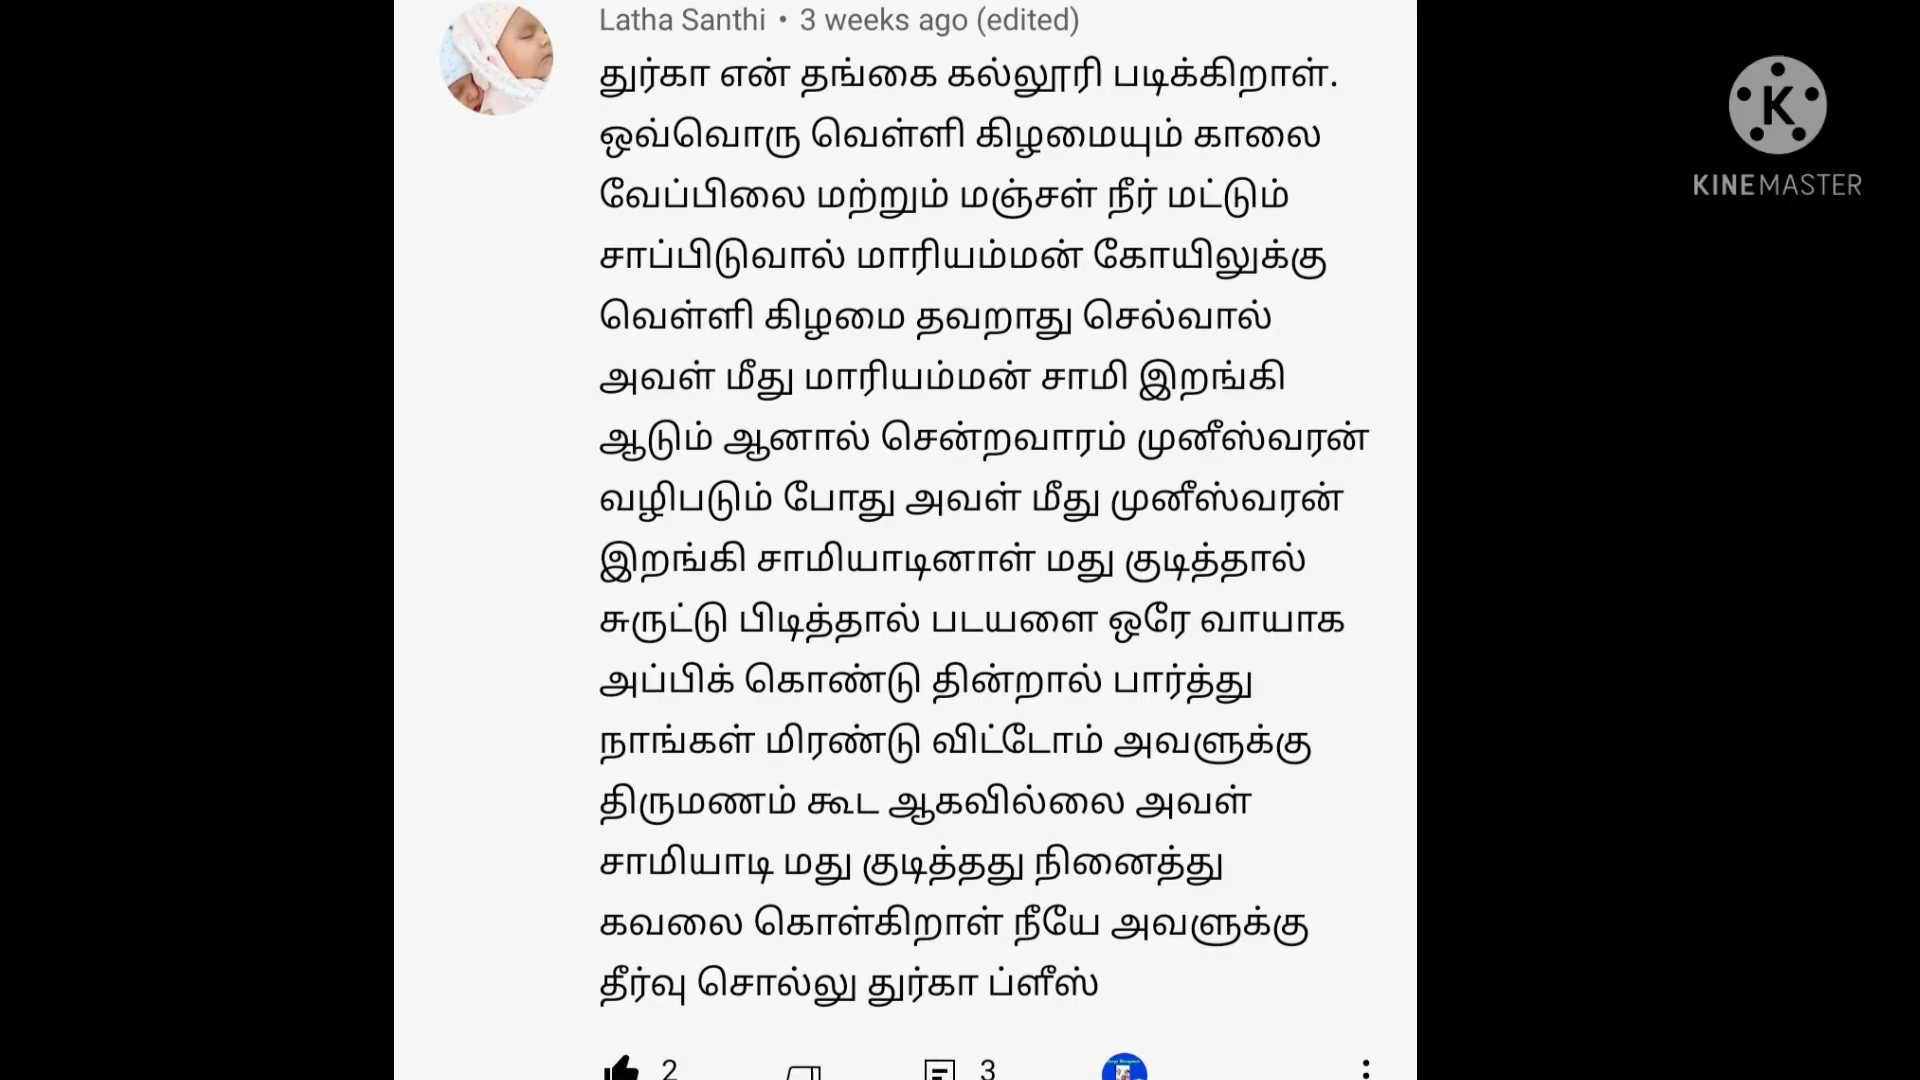 Latha Santhi • 3 weeks ago (edited)
துர்கா என் தங்கை கல்லூரி படிக்கிறாள்.
ஒவ்வொரு வெள்ளி கிழமையும் காலை
வேப்பிலை மற்றும் மஞ்சள் நீர் மட்டும்
சாப்பிடுவால் மாரியம்மன் கோயிலுக்கு
வெள்ளி கிழமை தவறாது செல்வால்
அவள் மீது மாரியம்மன் சாமி இறங்கி
ஆடும் ஆனால் சென்றவாரம் முனீஸ்வரன்
வழிபடும் போது அவள் மீது முனீஸ்வரன்
இறங்கி சாமியாடினாள் மது குடித்தால்
சுருட்டு பிடித்தால் படயளை ஒரே வாயாக
அப்பிக் கொண்டு தின்றால் பார்த்து
நாங்கள் மிரண்டு விட்டோம் அவளுக்கு
திருமணம் கூட ஆகவில்லை அவள்
சாமியாடி மது குடித்தது நினைத்து
கவலை கொள்கிறாள் நீயே அவளுக்கு
தீர்வு சொல்லு துர்கா ப்ளீஸ்
2 3
K
KINEMASTER